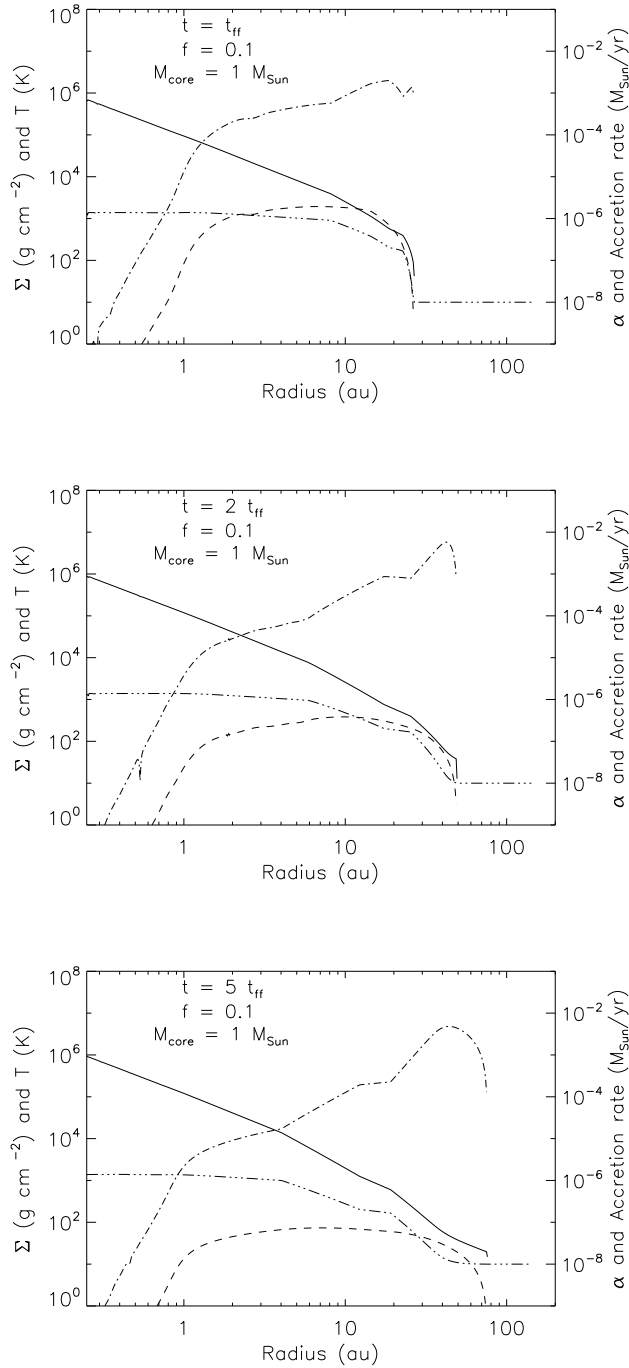 t = t_ff
f = 0.1
M_core = 1 M_Sun
10^8
10^6
10^4
10^2
10^0
10^−2
10^−4
10^−6
10^−8
Σ (g cm^−2) and T (K)
α and Accretion rate (M_Sun/yr)
1
10
100
Radius (au)
t = 2 t_ff
f = 0.1
M_core = 1 M_Sun
10^8
10^6
10^4
10^2
10^0
10^−2
10^−4
10^−6
10^−8
Σ (g cm^−2) and T (K)
α and Accretion rate (M_Sun/yr)
1
10
100
Radius (au)
t = 5 t_ff
f = 0.1
M_core = 1 M_Sun
10^8
10^6
10^4
10^2
10^0
10^−2
10^−4
10^−6
10^−8
Σ (g cm^−2) and T (K)
α and Accretion rate (M_Sun/yr)
1
10
100
Radius (au)